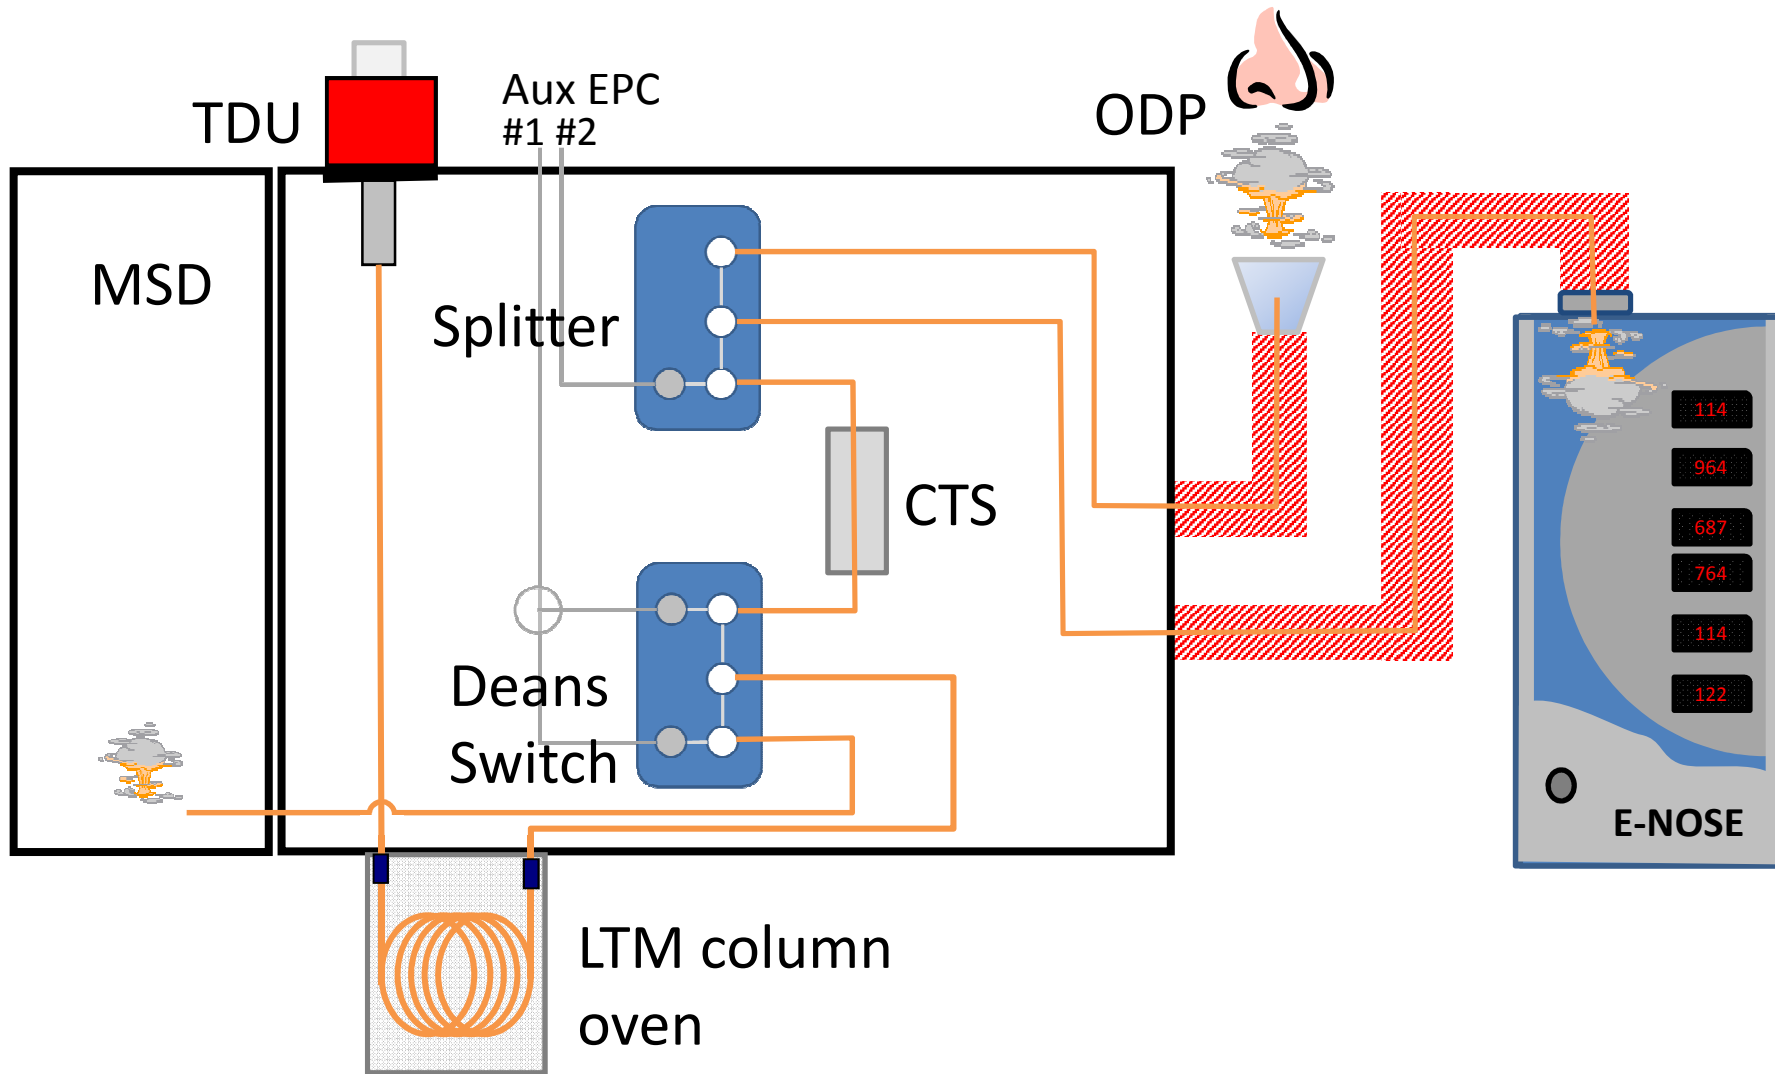 Aux EPC
#1 #2
TDU
ODP
MSD
Splitter
CTS
Deans
Switch
LTM column
oven
114
964
687
764
114
122
E-NOSE